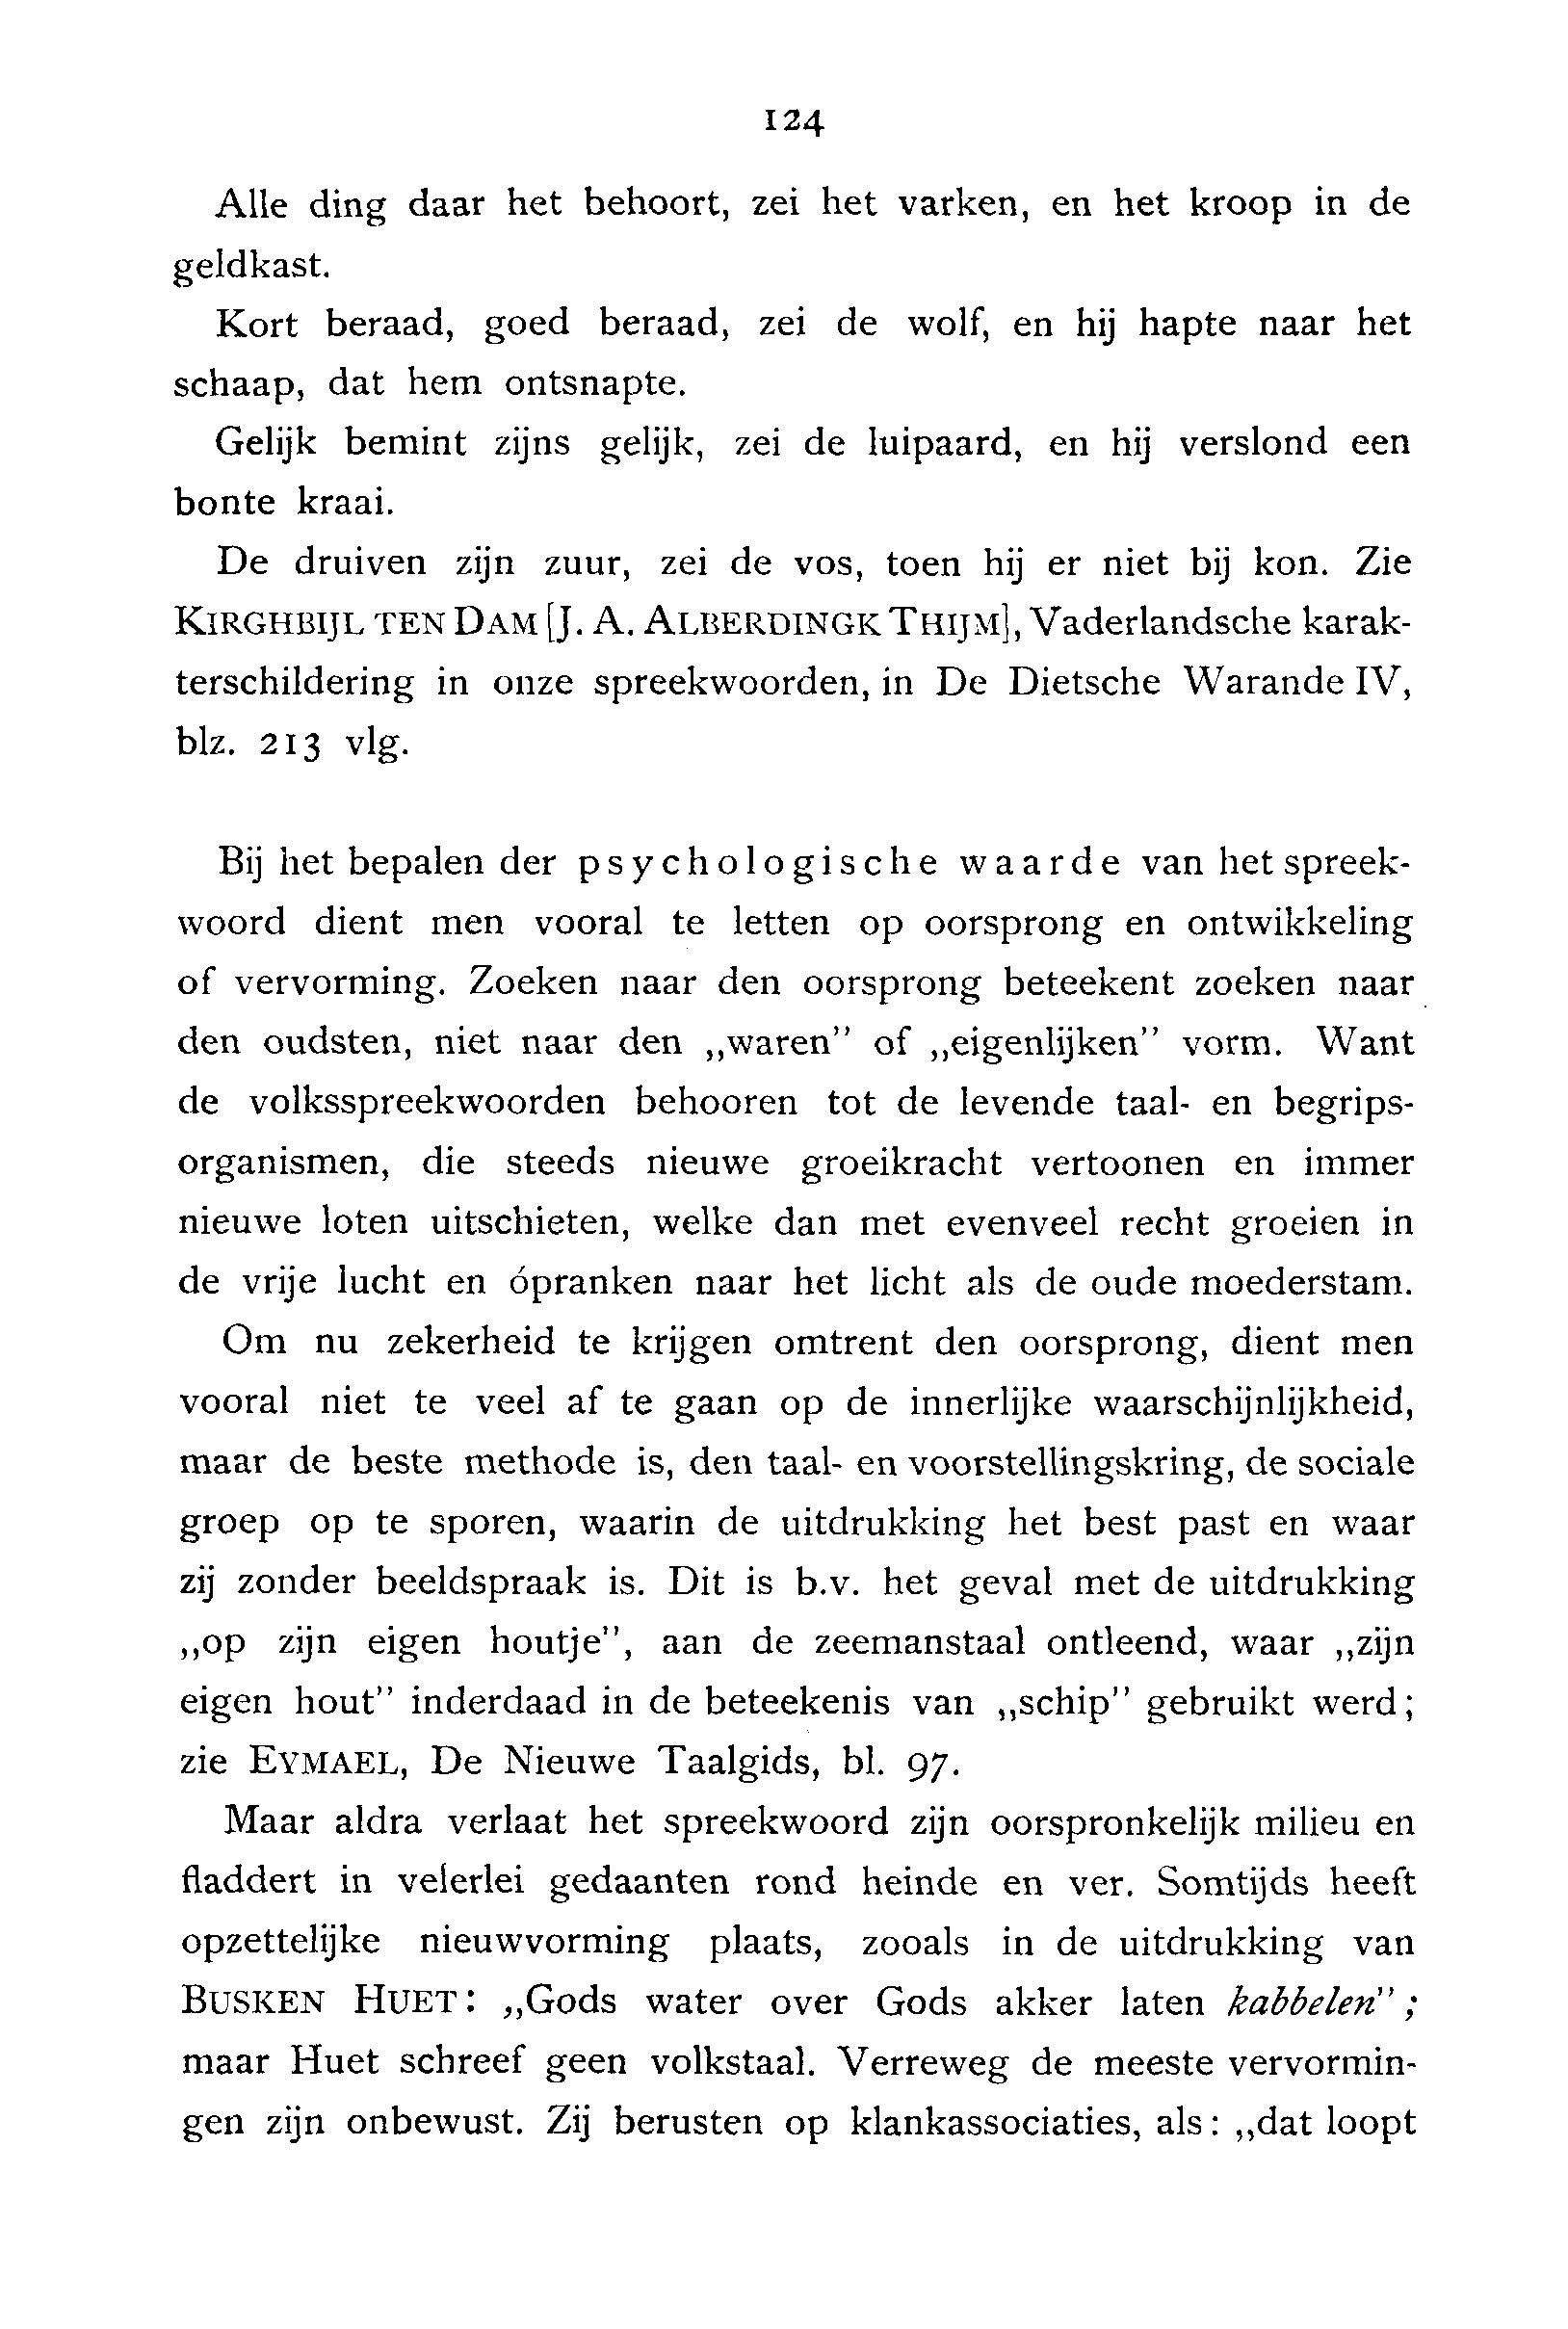 124
Alle ding daar het behoort, zei het varken, en het kroop in de
geldkast.
Kort beraad, goed beraad, zei de wolf, en hij hapte naar het
schaap, dat hem ontsnapte.
Gelijk bemint zijns gelijk, zei de luipaard, en hij verslond een
bonte kraai.
De druiven zijn zuur, zei de vos, toen hij er niet bij kon. Zie
KIRGHBIJL TEN DAM [J. A. ALBERDINGK THIJM], Vaderlandsche karak-
terschildering in onze spreekwoorden, in De Dietsche Warande IV,
blz. 213 vlg.
Bij het bepalen der psychologische waarde van het spreek-
woord dient men vooral te letten op oorsprong en ontwikkeling
of vervorming. Zoeken naar den oorsprong beteekent zoeken naar
den oudsten, niet naar den „waren” of „eigenlijken” vorm. Want
de volksspreekwoorden behooren tot de levende taal- en begrips-
organismen, die steeds nieuwe groeikracht vertoonen en immer
nieuwe loten uitschieten, welke dan met evenveel recht groeien in
de vrije lucht en ópranken naar het licht als de oude moederstam.
Om nu zekerheid te krijgen omtrent den oorsprong, dient men
vooral niet te veel af te gaan op de innerlijke waarschijnlijkheid,
maar de beste methode is, den taal- en voorstellingskring, de sociale
groep op te sporen, waarin de uitdrukking het best past en waar
zij zonder beeldspraak is. Dit is b.v. het geval met de uitdrukking
„op zijn eigen houtje”, aan de zeemanstaal ontleend, waar „zijn
eigen hout” inderdaad in de beteekenis van „schip” gebruikt werd;
zie EYMAEL, De Nieuwe Taalgids, bl. 97.
Maar aldra verlaat het spreekwoord zijn oorspronkelijk milieu en
fladdert in velerlei gedaanten rond heinde en ver. Somtijds heeft
opzettelijke nieuwvorming plaats, zooals in de uitdrukking van
BUSKEN HUET: „Gods water over Gods akker laten kabbelen”;
maar Huet schreef geen volkstaal. Verreweg de meeste vervormin-
gen zijn onbewust. Zij berusten op klankassociaties, als: „dat loopt